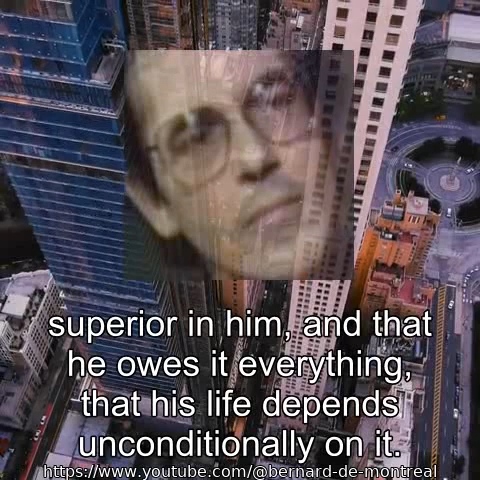 superior in him, and that
he owes it everything,
that his life depends
unconditionally on it.
https://www.youtube.com/@bernard-de-montreal